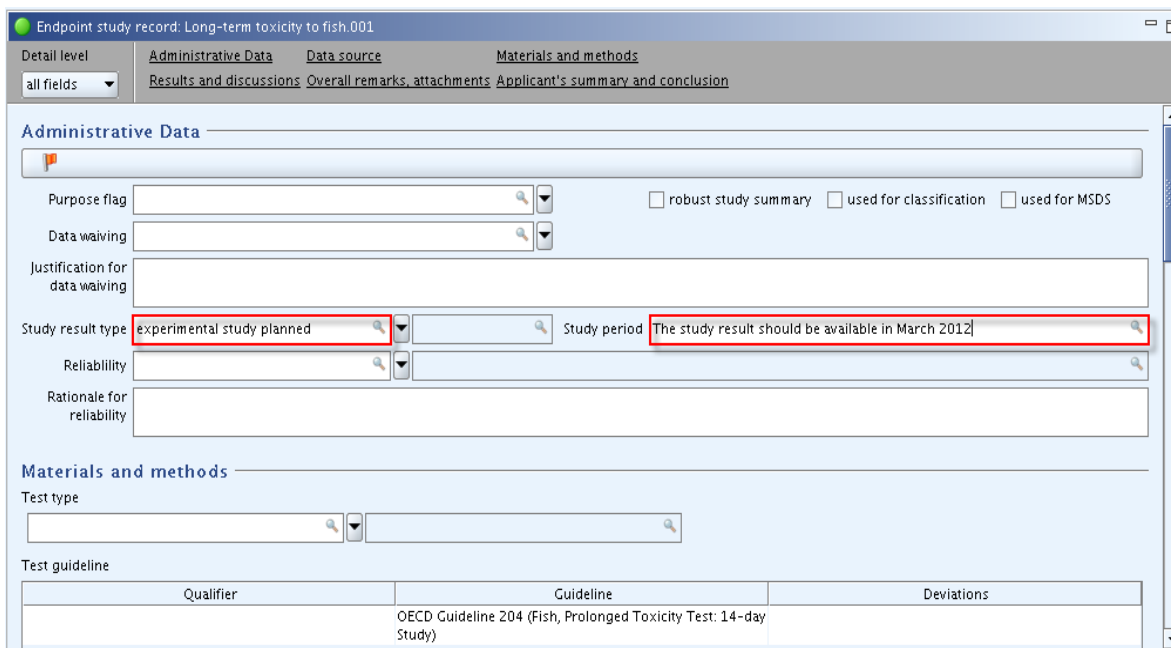 Endpoint study record: Long-term toxicity to fish.001
Detail level
Administrative Data Data source Materials and methods
all fields
Results and discussions Overall remarks, attachments Applicant's summary and conclusion
Administrative Data
Purpose flag
robust study summary used for classification used for MSDS
Data waiving
Justification for
data waiving
Study result type experimental study planned Study period The study result should be available in March 2012
Reliablility
Rationale for
reliability
Materials and methods
Test type
Test guideline
Qualifier Guideline Deviations
OECD Guideline 204 (Fish, Prolonged Toxicity Test: 14-day
Study)